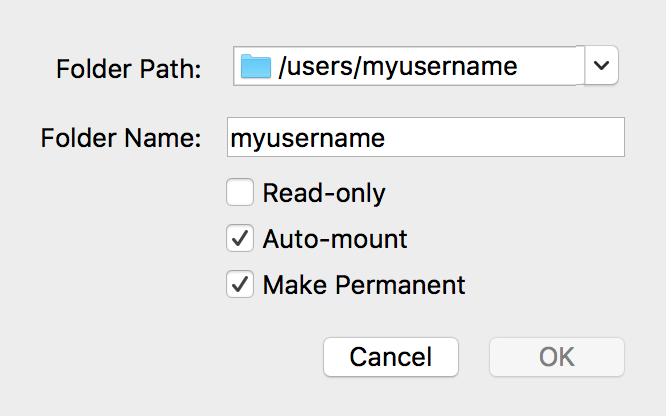 Folder Path: /users/myusername
Folder Name: myusername
Read-only
Auto-mount
Make Permanent
Cancel OK